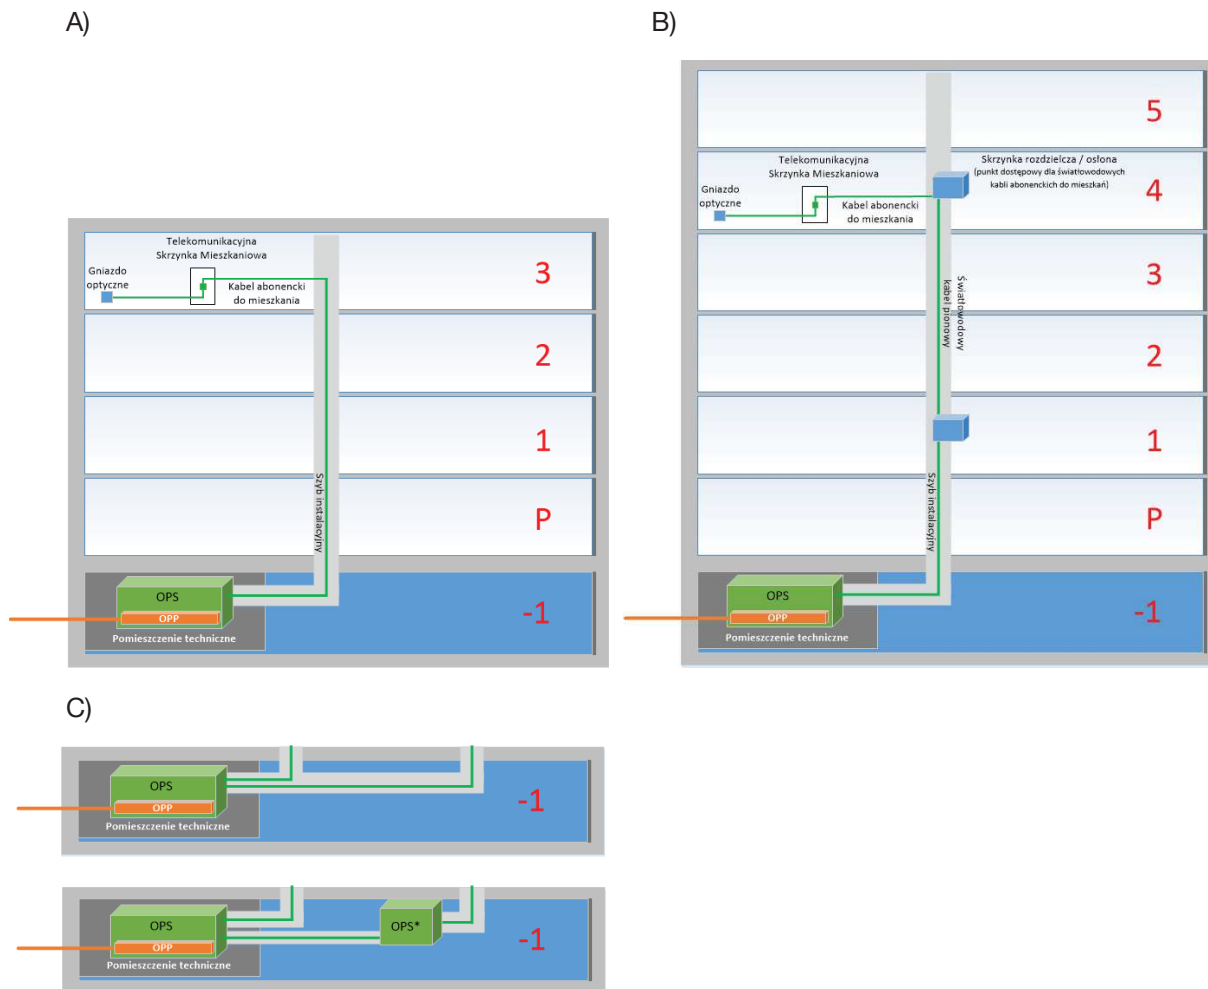 A)
Telekomunikacyjna
Skrzynka Mieszkaniowa
Gniazdo
optyczne
Kabel abonencki
do mieszkania
3
2
1
Szyb instalacyjny
P
OPS
OPP
Pomieszczenie techniczne
-1
B)
5
Telekomunikacyjna
Skrzynka Mieszkaniowa
Skrzynka rozdzielcza / osłona
(punkt dostępowy dla światłowodowych
kabli abonenckich do mieszkań)
Gniazdo
optyczne
Kabel abonencki
do mieszkania
4
Światłowodowy
kabel pionowy
3
2
1
Szyb instalacyjny
P
OPS
OPP
Pomieszczenie techniczne
-1
C)
OPS
OPP
Pomieszczenie techniczne
-1
OPS
OPP
Pomieszczenie techniczne
OPS*
-1